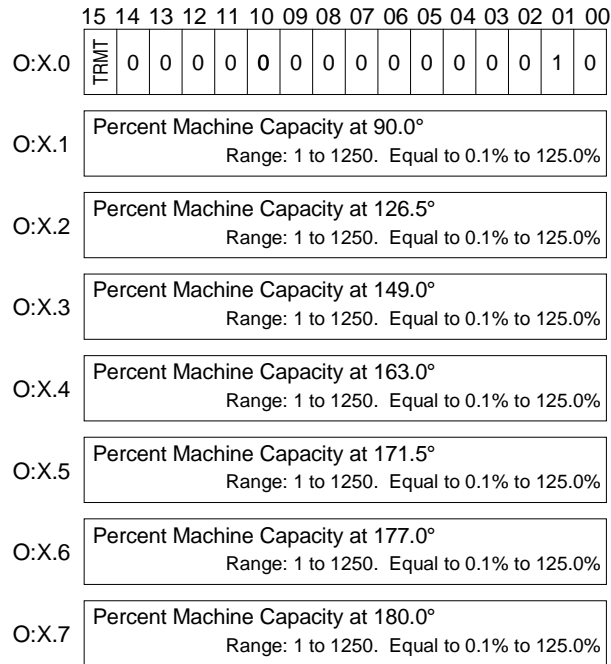 15 14 13 12 11 10 09 08 07 06 05 04 03 02 01 00
O:X.0 TRMT 0 0 0 0 0 0 0 0 0 0 0 0 0 1 0
Percent Machine Capacity at 90.0°
O:X.1
Range: 1 to 1250. Equal to 0.1% to 125.0%
Percent Machine Capacity at 126.5°
O:X.2
Range: 1 to 1250. Equal to 0.1% to 125.0%
Percent Machine Capacity at 149.0°
O:X.3
Range: 1 to 1250. Equal to 0.1% to 125.0%
Percent Machine Capacity at 163.0°
O:X.4
Range: 1 to 1250. Equal to 0.1% to 125.0%
Percent Machine Capacity at 171.5°
O:X.5
Range: 1 to 1250. Equal to 0.1% to 125.0%
Percent Machine Capacity at 177.0°
O:X.6
Range: 1 to 1250. Equal to 0.1% to 125.0%
Percent Machine Capacity at 180.0°
O:X.7
Range: 1 to 1250. Equal to 0.1% to 125.0%